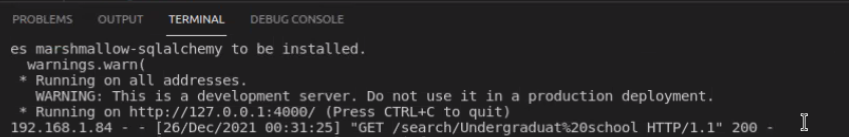 PROBLEMS OUTPUT TERMINAL DEBUG CONSOLE
es marshmallow-sqlalchemy to be installed.
warnings.warn(
* Running on all addresses.
WARNING: This is a development server. Do not use it in a production deployment.
* Running on http://127.0.0.1:4000/ (Press CTRL+C to quit)
192.168.1.84 - - [26/Dec/2021 00:31:25] "GET /search/Undergraduat%20school HTTP/1.1" 200 -